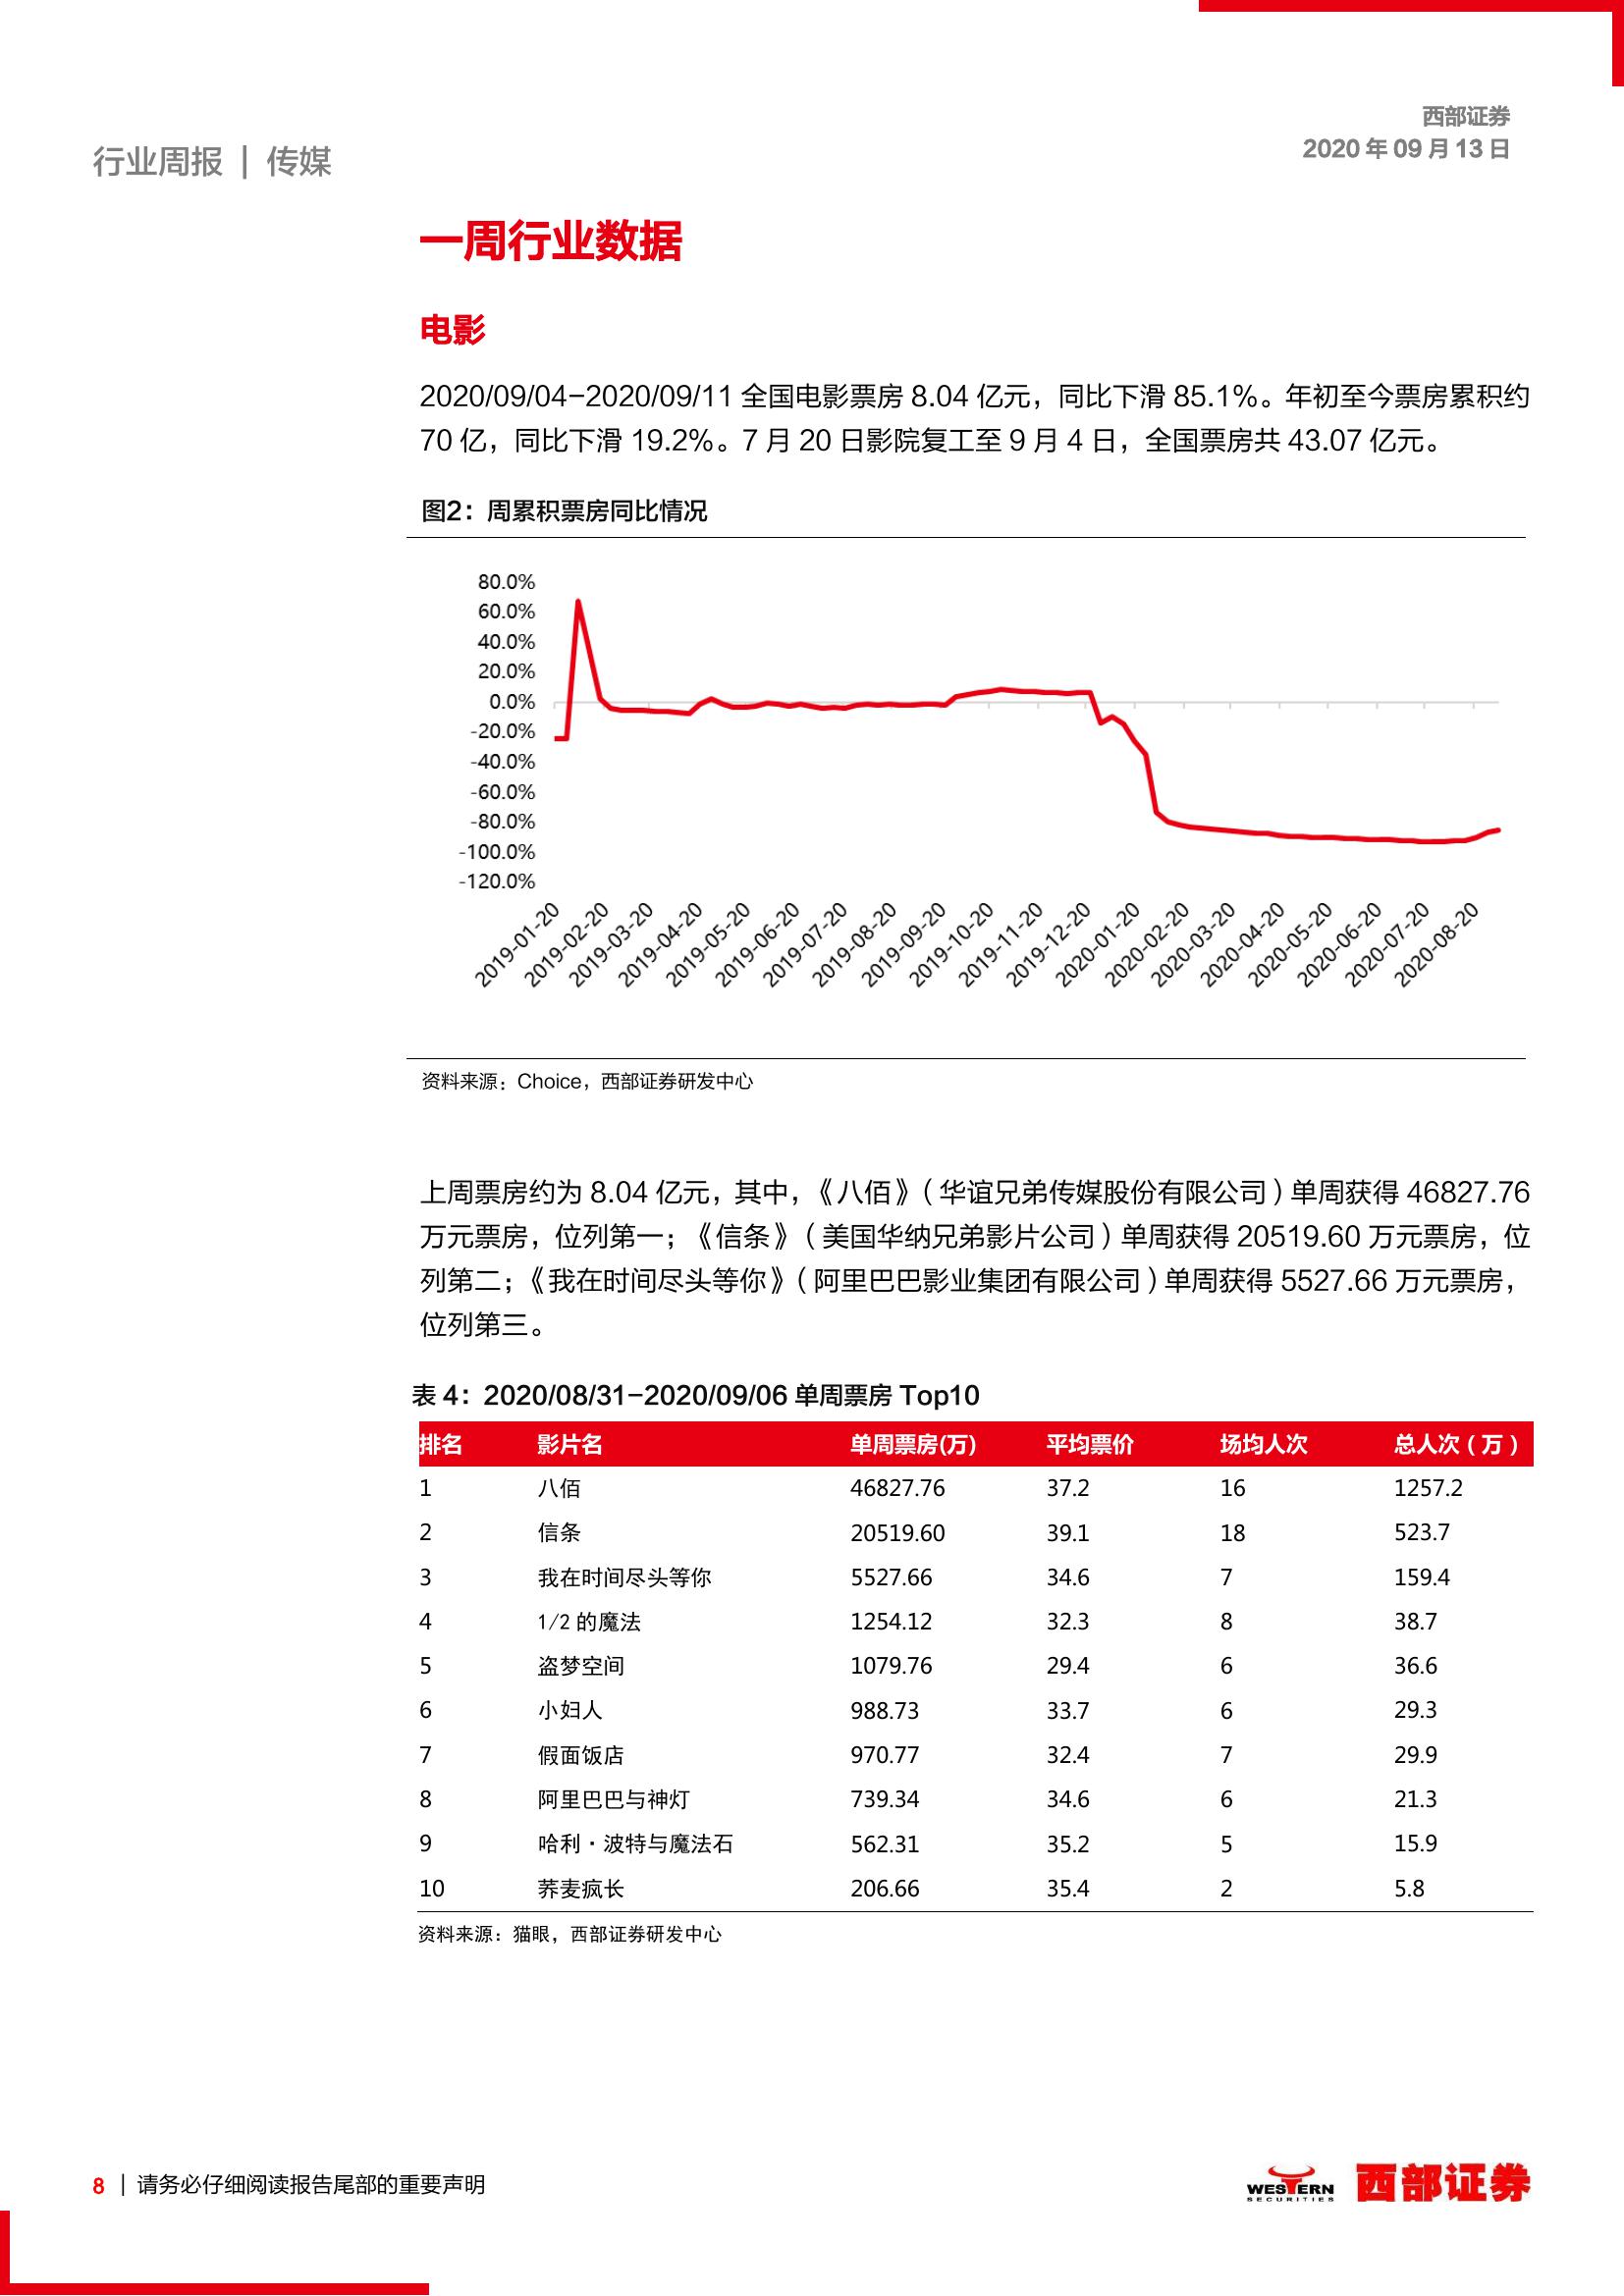 西部证券
2020 年 09 月 13 日
行业周报 | 传媒
一周行业数据
电影
2020/09/04-2020/09/11 全国电影票房 8.04 亿元，同比下滑 85.1%。年初至今票房累积约
70 亿，同比下滑 19.2%。7 月 20 日影院复工至 9 月 4 日，全国票房共 43.07 亿元。
图2：周累积票房同比情况
80.0%
60.0%
40.0%
20.0%
0.0%
-20.0%
-40.0%
-60.0%
-80.0%
-100.0%
-120.0%
2019-01-20 2019-02-20 2019-03-20 2019-04-20 2019-05-20 2019-06-20 2019-07-20 2019-08-20 2019-09-20 2019-10-20 2019-11-20 2019-12-20 2020-01-20 2020-02-20 2020-03-20 2020-04-20 2020-05-20 2020-06-20 2020-07-20 2020-08-20
资料来源：Choice，西部证券研发中心
上周票房约为 8.04 亿元，其中，《八佰》（华谊兄弟传媒股份有限公司）单周获得 46827.76
万元票房，位列第一；《信条》（美国华纳兄弟影片公司）单周获得 20519.60 万元票房，位
列第二；《我在时间尽头等你》（阿里巴巴影业集团有限公司）单周获得 5527.66 万元票房，
位列第三。
表 4：2020/08/31-2020/09/06 单周票房 Top10
排名 影片名 单周票房(万) 平均票价 场均人次 总人次（万）
1 八佰 46827.76 37.2 16 1257.2
2 信条 20519.60 39.1 18 523.7
3 我在时间尽头等你 5527.66 34.6 7 159.4
4 1/2 的魔法 1254.12 32.3 8 38.7
5 盗梦空间 1079.76 29.4 6 36.6
6 小妇人 988.73 33.7 6 29.3
7 假面饭店 970.77 32.4 7 29.9
8 阿里巴巴与神灯 739.34 34.6 6 21.3
9 哈利·波特与魔法石 562.31 35.2 5 15.9
10 荞麦疯长 206.66 35.4 2 5.8
资料来源：猫眼，西部证券研发中心
8 | 请务必仔细阅读报告尾部的重要声明
WESTERN
SECURITIES
西部证券